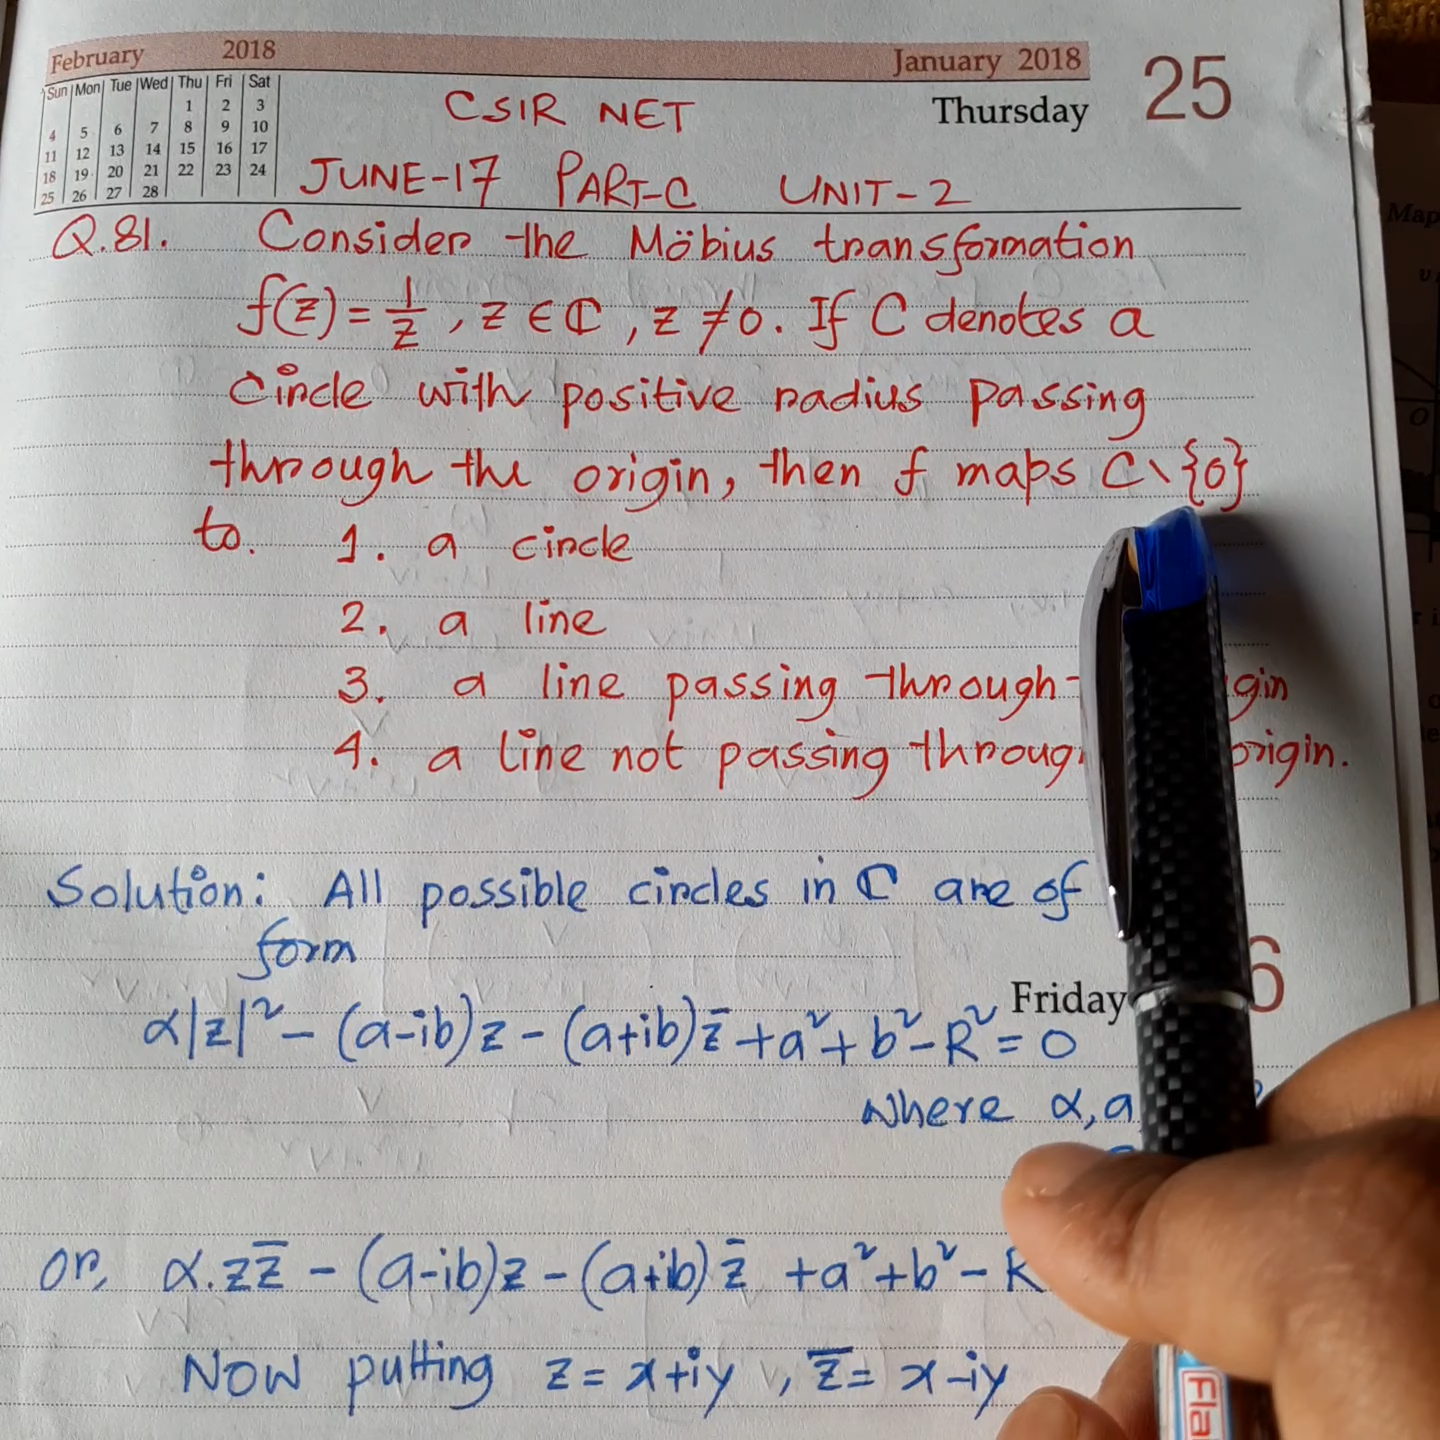 February 2018 January 2018 25
Sun Mon Tue Wed Thu Fri Sat
1 2 3
4 5 6 7 8 9 10
11 12 13 14 15 16 17
18 19 20 21 22 23 24
25 26 27 28
Thursday
CSIR NET
JUNE-17 PART-C UNIT-2
Q.81. Consider the Möbius transformation
f(z) = 1/z, z ∈ ℂ, z ≠ 0. If C denotes a
circle with positive radius passing
through the origin, then f maps C\{0}
to. 1. a circle
2. a line
3. a line passing through
4. a line not passing origin.
Solution: All possible circles in ℂ are of
form
Friday
α|z|² - (a-ib)z - (a+ib)z̄ + a² + b² - R² = 0
where α, a
or, α.zz̄ - (a-ib)z - (a+ib)z̄ + a² + b² - R
Now putting z = x+iy, z̄ = x-iy